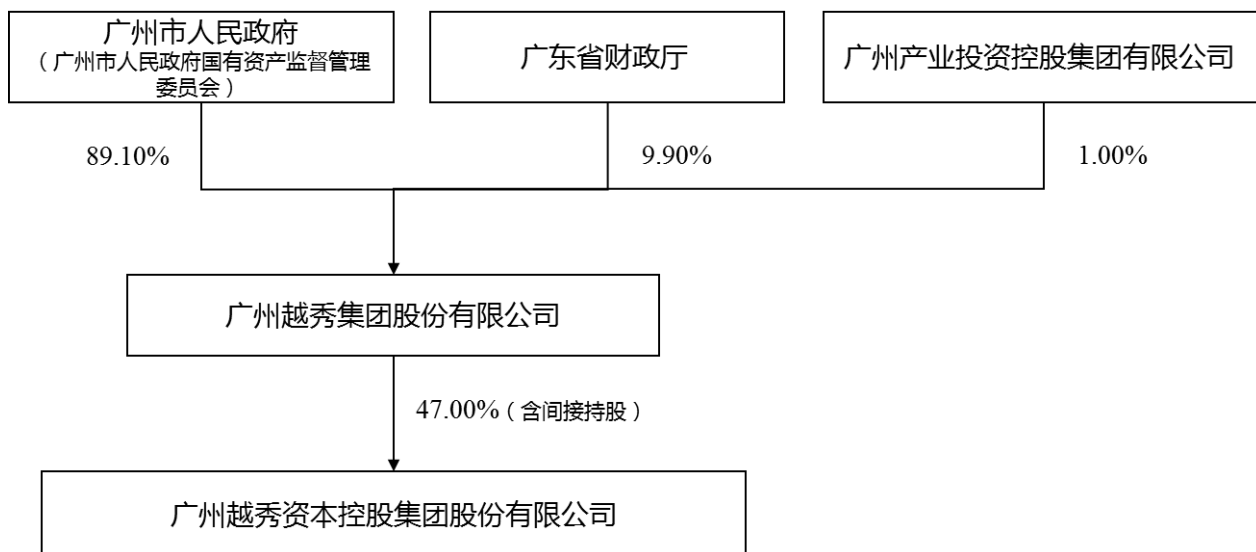 广州市人民政府
（广州市人民政府国有资产监督管理
委员会）
广东省财政厅
广州产业投资控股集团有限公司
89.10%
9.90%
1.00%
广州越秀集团股份有限公司
47.00%（含间接持股）
广州越秀资本控股集团股份有限公司